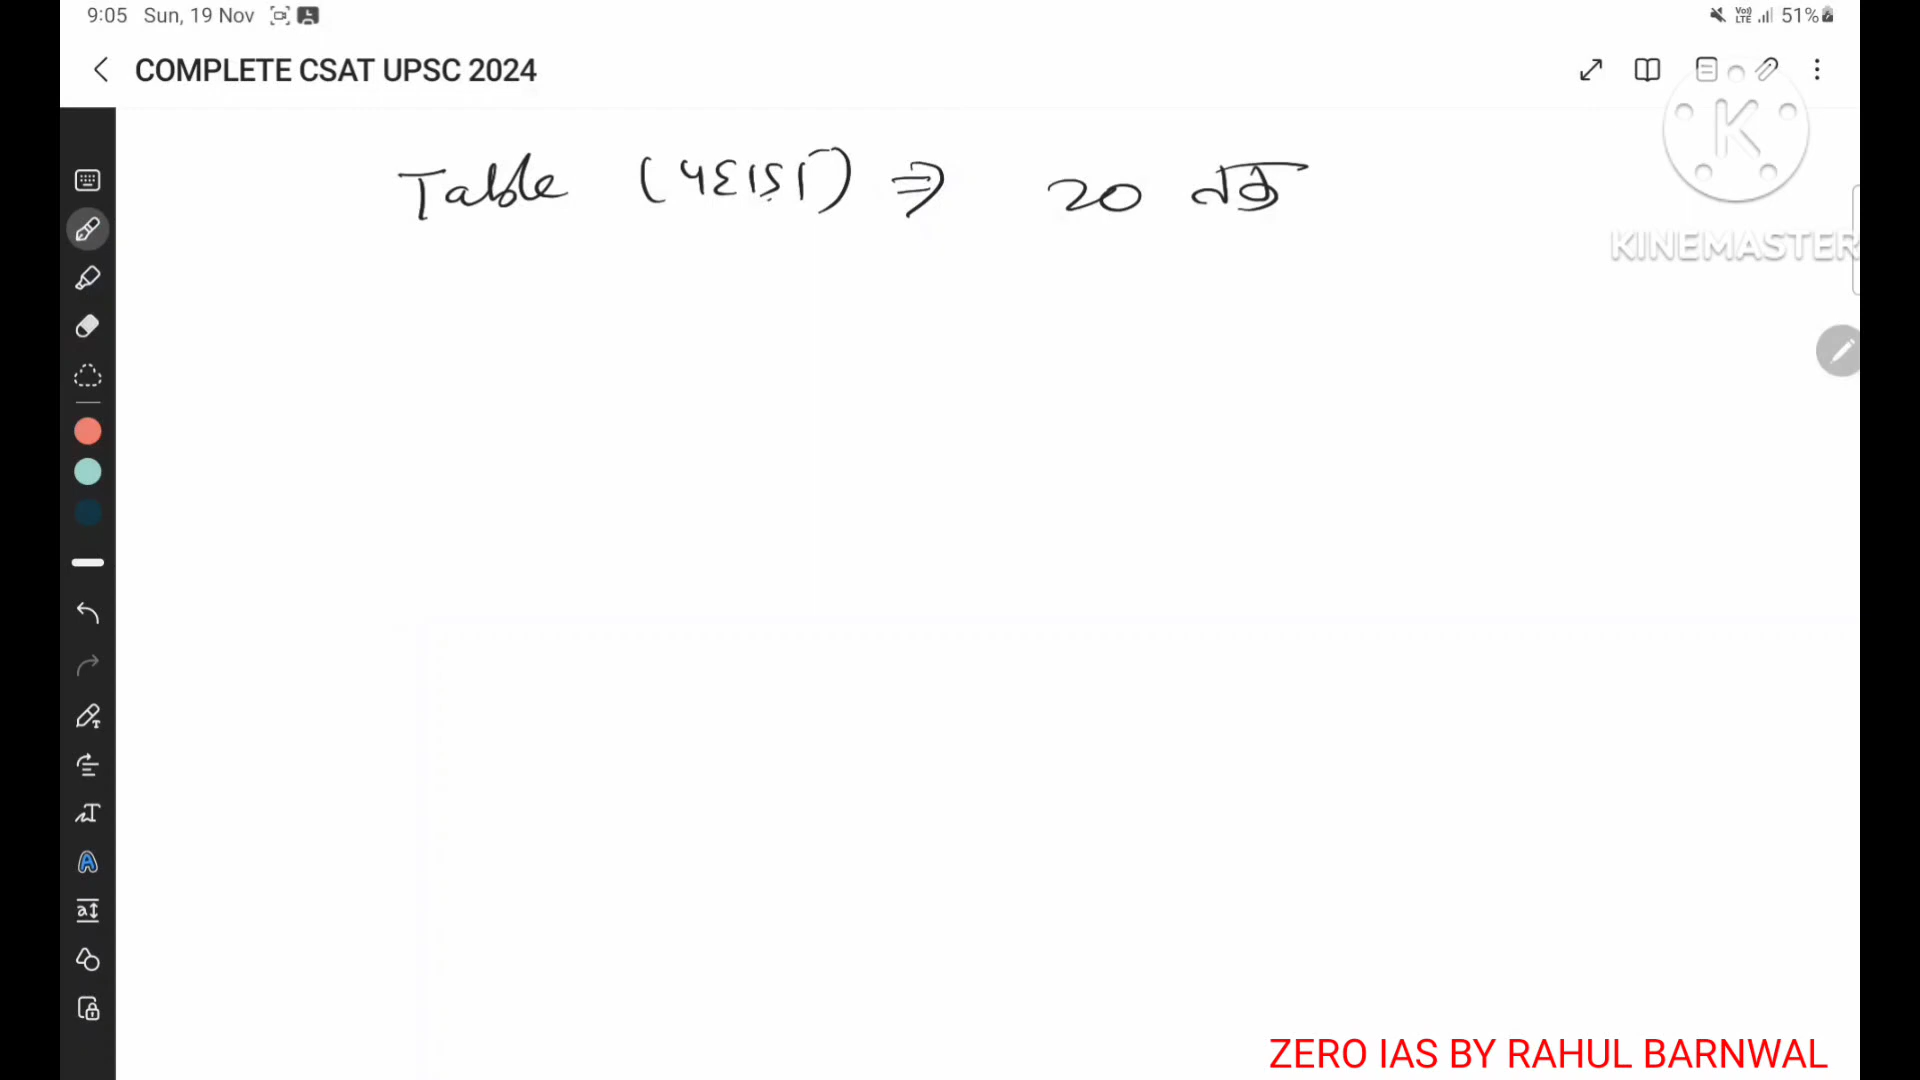 9:05 Sun, 19 Nov 51%
COMPLETE CSAT UPSC 2024
Table (पहाड़ा) ⇒ 20 तक
KINEMASTER
ZERO IAS BY RAHUL BARNWAL